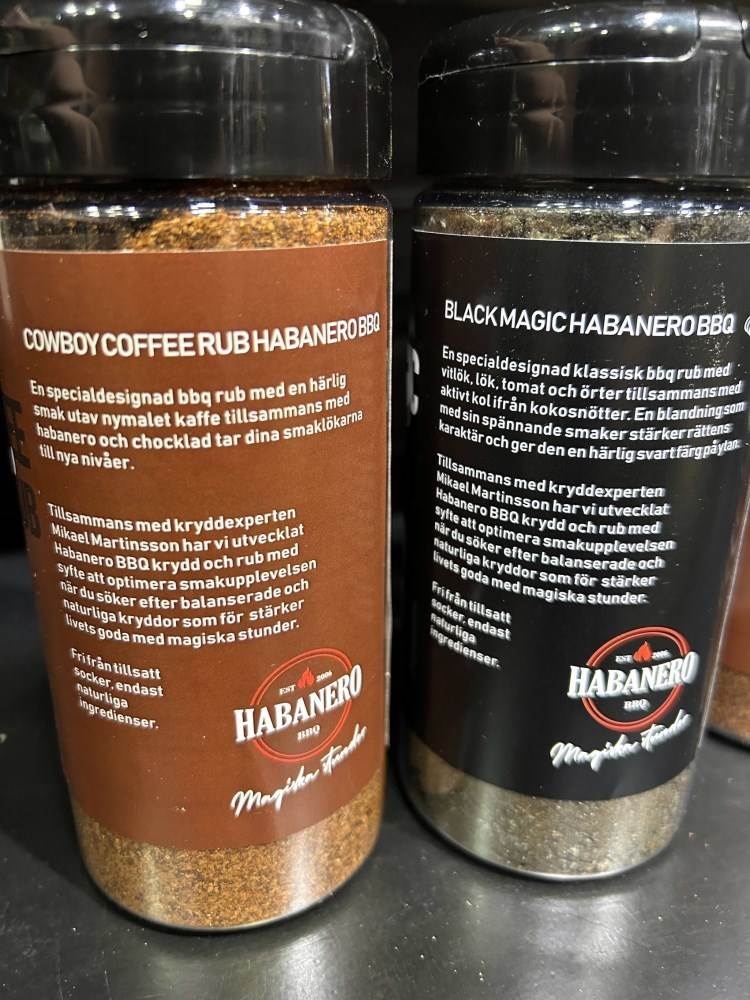 COWBOY COFFEE RUB HABANERO BBQ
En specialdesignad bbq rub med en härlig
smak utav nymalet kaffe tillsammans med
habanero och chocklad tar dina smaklökarna
till nya nivåer.
Tillsammans med kryddexperten
Mikael Martinsson har vi utvecklat
Habanero BBQ krydd och rub med
syfte att optimera smakupplevelsen
när du söker efter balanserade och
naturliga kryddor som för stärker
livets goda med magiska stunder.
Fri från tillsatt
socker, endast
naturliga
ingredienser.
EST 2006
HABANERO
BBQ
Magiska stunder
BLACK MAGIC HABANERO BBQ
En specialdesignad klassisk bbq rub med
vitlök, lök, tomat och örter tillsammans med
aktivt kol ifrån kokosnötter. En blandning som
med sin spännande smaker stärker rättens
karaktär och ger den en härlig svart färg på ytan.
Tillsammans med kryddexperten
Mikael Martinsson har vi utvecklat
Habanero BBQ krydd och rub med
syfte att optimera smakupplevelsen
när du söker efter balanserade och
naturliga kryddor som för stärker
livets goda med magiska stunder.
Fri från tillsatt
socker, endast
naturliga
ingredienser.
EST 2006
HABANERO
BBQ
Magiska stunder